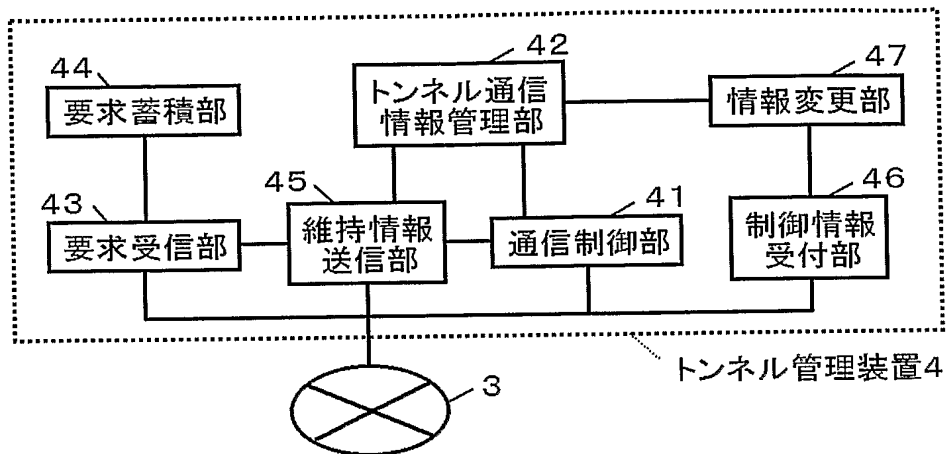 42
44
47
トンネル通信
情報管理部
要求蓄積部
情報変更部
45
43
41
46
維持情報
送信部
要求受信部
通信制御部
制御情報
受付部
トンネル管理装置4
3